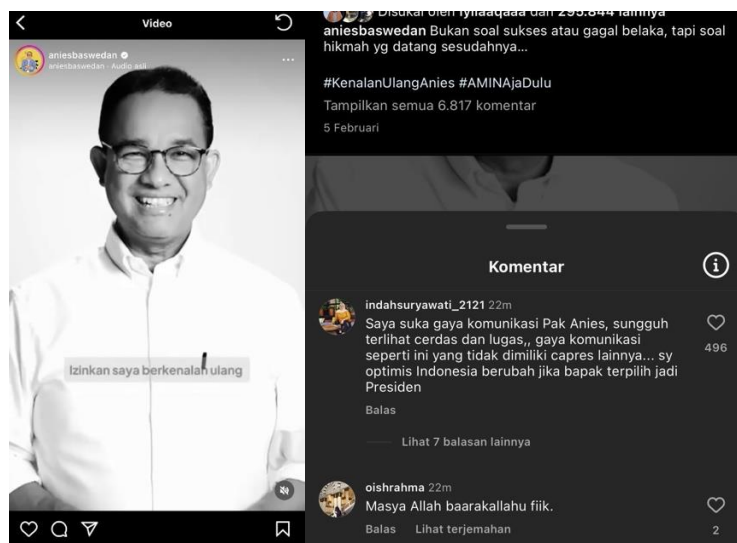 Video
aniesbaswedan
aniesbaswedan · Audio asli
Izinkan saya berkenalan ulang
Disukai oleh fyliaaqaaa dan 295.844 lainnya
aniesbaswedan Bukan soal sukses atau gagal belaka, tapi soal
hikmah yg datang sesudahnya...
#KenalanUlangAnies #AMINAjaDulu
Tampilkan semua 6.817 komentar
5 Februari
Komentar
indahsuryawati_2121 22m
Saya suka gaya komunikasi Pak Anies, sungguh
terlihat cerdas dan lugas,, gaya komunikasi
seperti ini yang tidak dimiliki capres lainnya... sy
optimis Indonesia berubah jika bapak terpilih jadi
Presiden
496
Balas
Lihat 7 balasan lainnya
oishrahma 22m
Masya Allah baarakallahu fiik.
Balas Lihat terjemahan
2